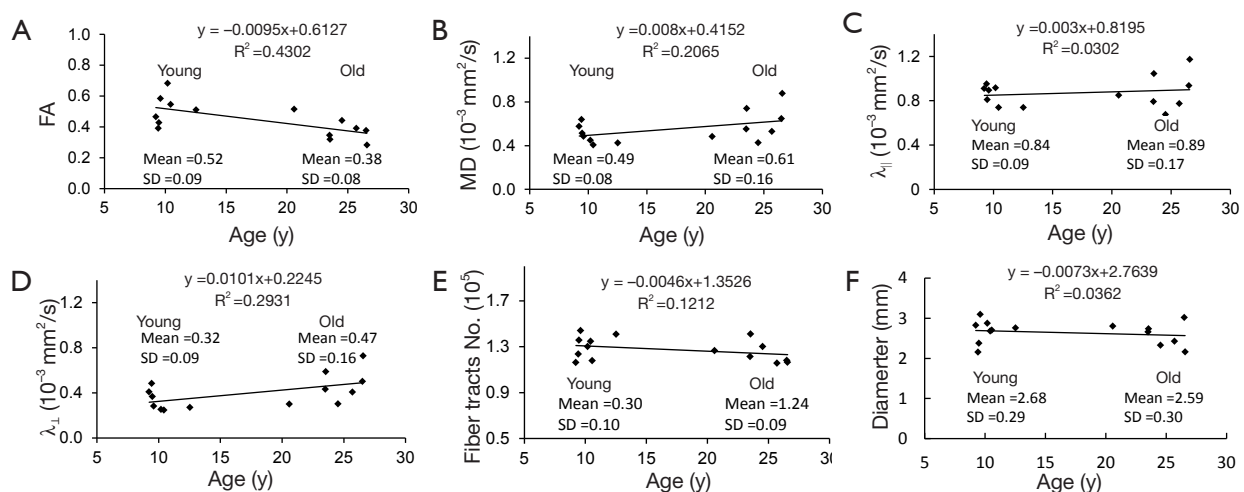 A
y = −0.0095x+0.6127
R² =0.4302
1.0
0.8
0.6
0.4
0.2
0.0
FA
Young
Old
Mean =0.52
SD =0.09
Mean =0.38
SD =0.08
5 10 15 20 25 30
Age (y)
B
y =0.008x+0.4152
R² =0.2065
1.2
0.8
0.4
0
MD (10⁻³ mm²/s)
Young
Old
Mean =0.49
SD =0.08
Mean =0.61
SD =0.16
5 10 15 20 25 30
Age (y)
C
y =0.003x+0.8195
R² =0.0302
1.2
0.8
0.4
0
λ∥ (10⁻³ mm²/s)
Young
Old
Mean =0.84
SD =0.09
Mean =0.89
SD =0.17
5 10 15 20 25 30
Age (y)
D
y =0.0101x+0.2245
R² =0.2931
1.2
0.8
0.4
0.0
λ⊥ (10⁻³ mm²/s)
Young
Mean =0.32
SD =0.09
Old
Mean =0.47
SD =0.16
5 10 15 20 25 30
Age (y)
E
y = −0.0046x+1.3526
R² =0.1212
1.7
1.5
1.3
1.1
0.9
0.7
0.5
Fiber tracts No. (10⁵)
Young
Mean =0.30
SD =0.10
Old
Mean =1.24
SD =0.09
5 10 15 20 25 30
Age (y)
F
y = −0.0073x+2.7639
R² =0.0362
4
3
2
1
0
Diamerter (mm)
Young
Mean =2.68
SD =0.29
Old
Mean =2.59
SD =0.30
5 10 15 20 25 30
Age (y)